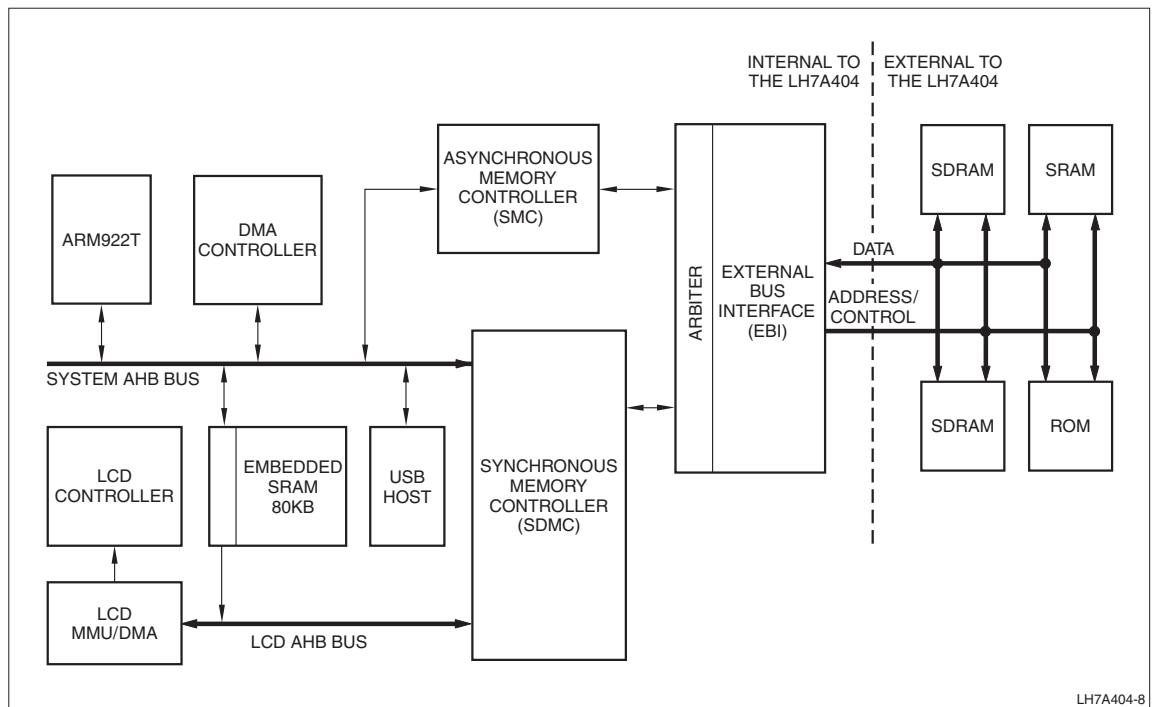 INTERNAL TO
THE LH7A404
EXTERNAL TO
THE LH7A404
ASYNCHRONOUS
MEMORY
CONTROLLER
(SMC)
SDRAM
SRAM
ARM922T
DMA
CONTROLLER
DATA
ARBITER
EXTERNAL
BUS
INTERFACE
(EBI)
ADDRESS/
CONTROL
SYSTEM AHB BUS
SDRAM
ROM
LCD
CONTROLLER
EMBEDDED
SRAM
80KB
USB
HOST
SYNCHRONOUS
MEMORY
CONTROLLER
(SDMC)
LCD
MMU/DMA
LCD AHB BUS
LH7A404-8